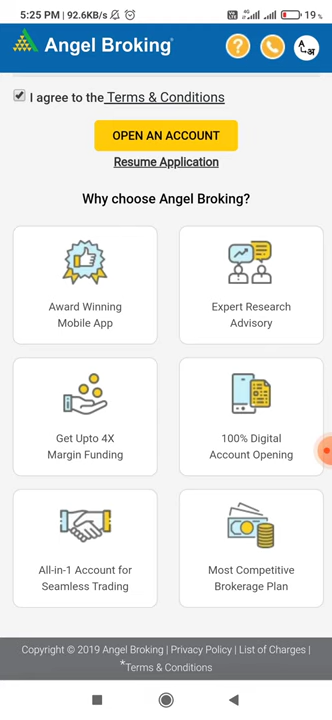 5:25 PM | 92.6KB/s
4G
19%
Angel Broking
?
A
अ
I agree to the Terms & Conditions
OPEN AN ACCOUNT
Resume Application
Why choose Angel Broking?
Award Winning
Mobile App
Expert Research
Advisory
Get Upto 4X
Margin Funding
100% Digital
Account Opening
All-in-1 Account for
Seamless Trading
Most Competitive
Brokerage Plan
Copyright © 2019 Angel Broking | Privacy Policy | List of Charges |
*Terms & Conditions